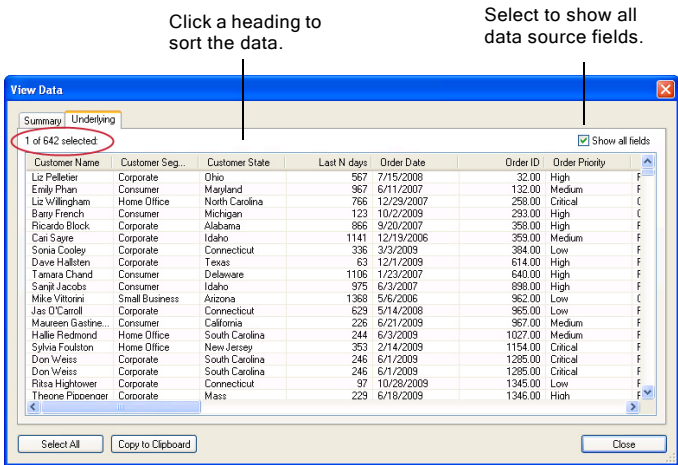 Click a heading to
sort the data.
Select to show all
data source fields.
View Data
Summary Underlying
1 of 642 selected: Show all fields
Customer Name Customer Seg... Customer State Last N days Order Date Order ID Order Priority
Liz Pelletier Corporate Ohio 567 7/15/2008 32.00 High F
Emily Phan Consumer Maryland 967 6/11/2007 132.00 Medium F
Liz Willingham Home Office North Carolina 766 12/29/2007 258.00 Critical
Barry French Consumer Michigan 123 10/2/2009 293.00 High
Ricardo Block Corporate Alabama 866 9/20/2007 358.00 High F
Cari Sayre Corporate Idaho 1141 12/19/2006 359.00 Medium F
Sonia Cooley Corporate Connecticut 336 3/3/2009 384.00 Low
Dave Hallsten Corporate Texas 63 12/1/2009 614.00 High F
Tamara Chand Consumer Delaware 1106 1/23/2007 640.00 High F
Sanjit Jacobs Consumer Idaho 975 6/3/2007 898.00 High F
Mike Vittorini Small Business Arizona 1368 5/6/2006 962.00 Low
Jas O'Carroll Corporate Connecticut 629 5/14/2008 965.00 Low F
Maureen Gastine... Consumer California 226 6/21/2009 967.00 Medium F
Hallie Redmond Home Office South Carolina 244 6/3/2009 1027.00 Medium F
Sylvia Foulston Home Office New Jersey 353 2/14/2009 1154.00 Critical F
Don Weiss Corporate South Carolina 246 6/1/2009 1285.00 Critical F
Don Weiss Corporate South Carolina 246 6/1/2009 1285.00 Critical F
Ritsa Hightower Corporate Connecticut 97 10/28/2009 1345.00 Low F
Theone Pippenger Corporate Mass 229 6/18/2009 1346.00 High F
Select All Copy to Clipboard Close